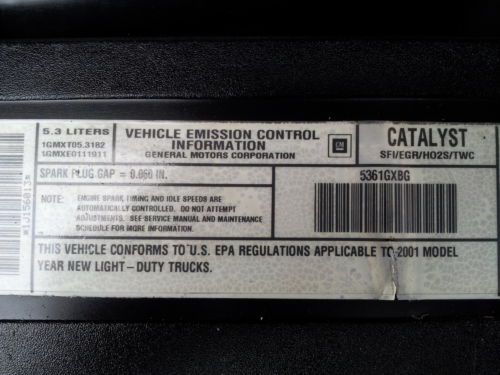 5.3 LITERS
1GMXT05.3182
1GMXE0111911
VEHICLE EMISSION CONTROL
INFORMATION
GENERAL MOTORS CORPORATION
GM
CATALYST
SFI/EGR/HO2S/TWC
SPARK PLUG GAP = 0.060 IN.
5361GXBG
NOTE: ENGINE SPARK TIMING AND IDLE SPEEDS ARE
AUTOMATICALLY CONTROLLED. DO NOT ATTEMPT
ADJUSTMENTS. SEE SERVICE MANUAL AND MAINTENANCE
SCHEDULE FOR MORE INFORMATION.
THIS VEHICLE CONFORMS TO U.S. EPA REGULATIONS APPLICABLE TO 2001 MODEL
YEAR NEW LIGHT-DUTY TRUCKS.